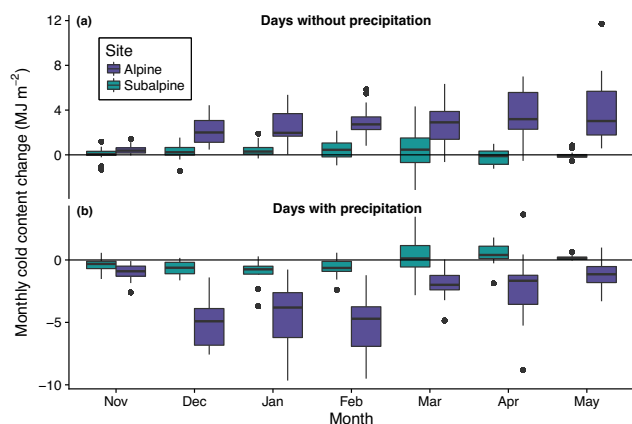 (a) Days without precipitation
Site
Alpine
Subalpine
12
8
4
0
Monthly cold content change (MJ m⁻²)
(b) Days with precipitation
0
−5
−10
Nov Dec Jan Feb Mar Apr May
Month